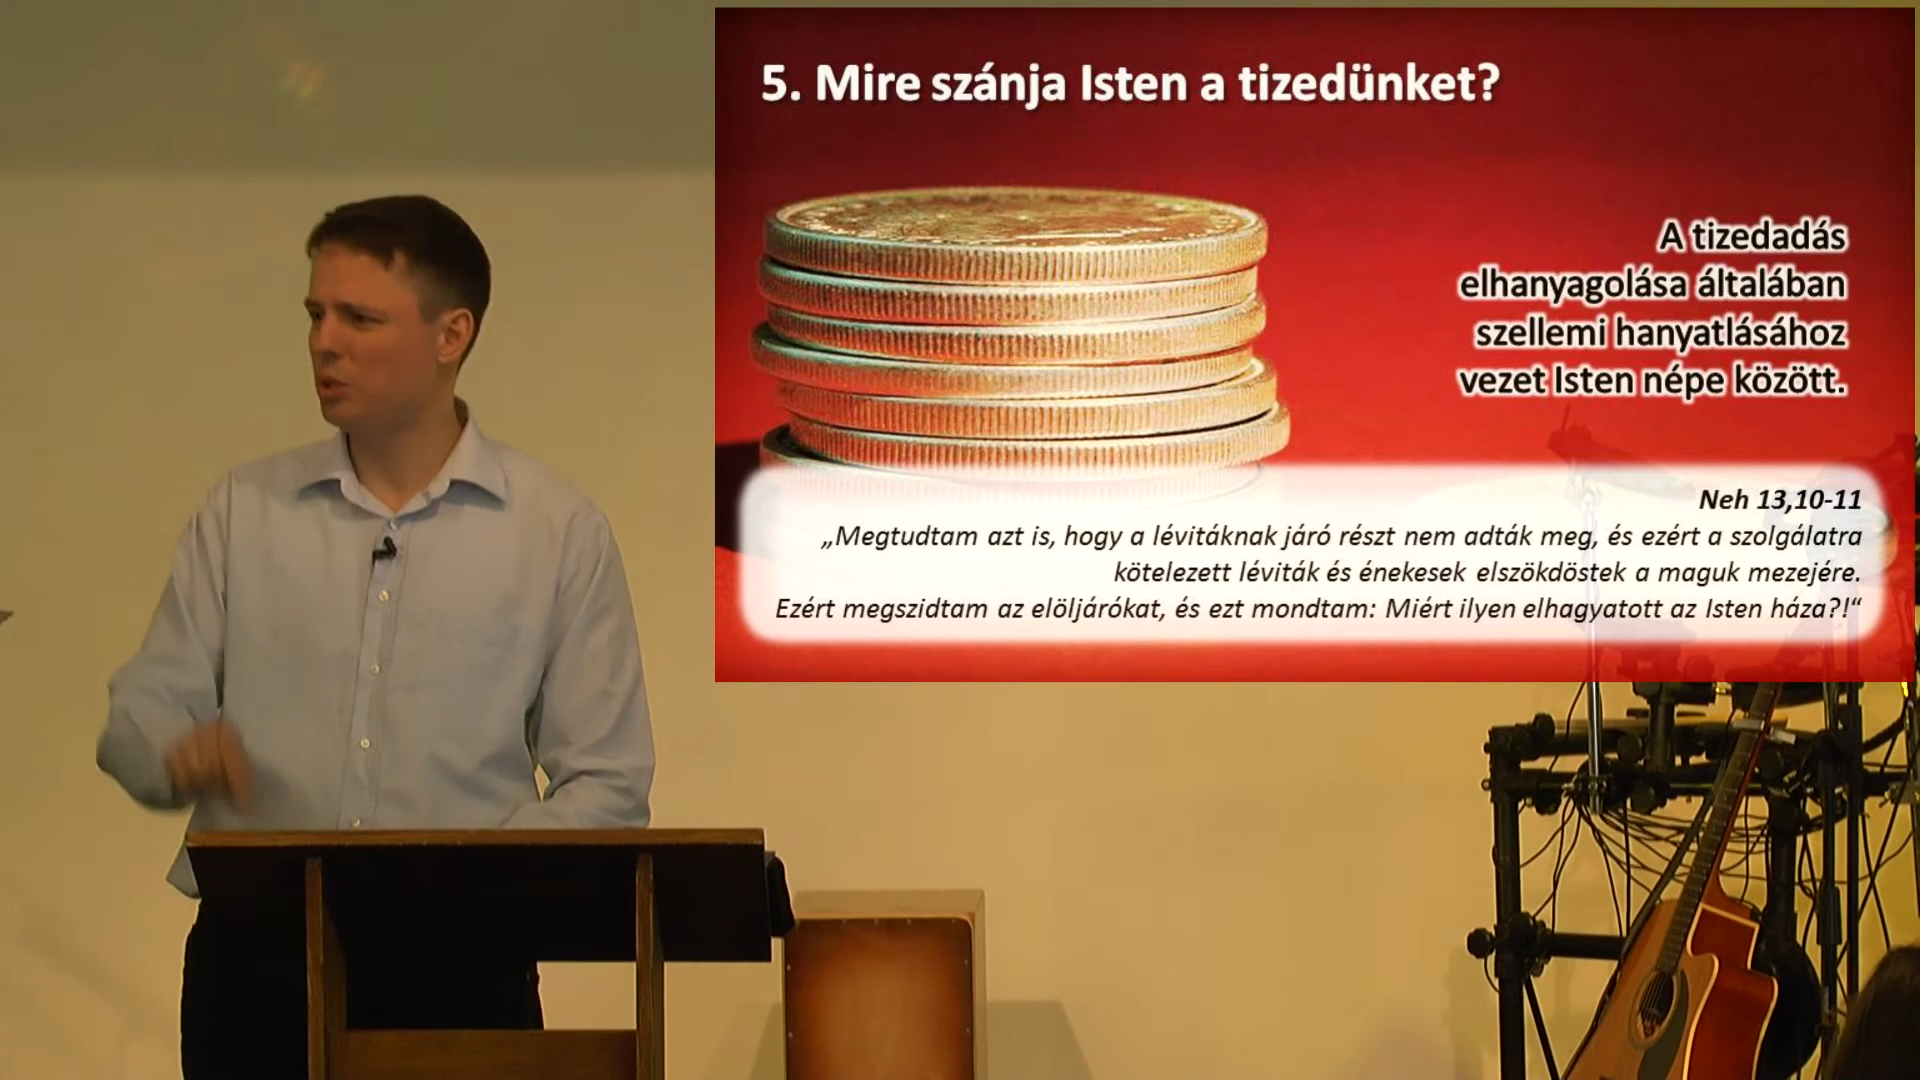 5. Mire szánja Isten a tizedünket?
A tizedadás
elhanyagolása általában
szellemi hanyatlásához
vezet Isten népe között.
Neh 13,10-11
„Megtudtam azt is, hogy a lévitáknak járó részt nem adták meg, és ezért a szolgálatra
kötelezett léviták és énekesek elszökdöstek a maguk mezejére.
Ezért megszidtam az elöljárókat, és ezt mondtam: Miért ilyen elhagyatott az Isten háza?!“